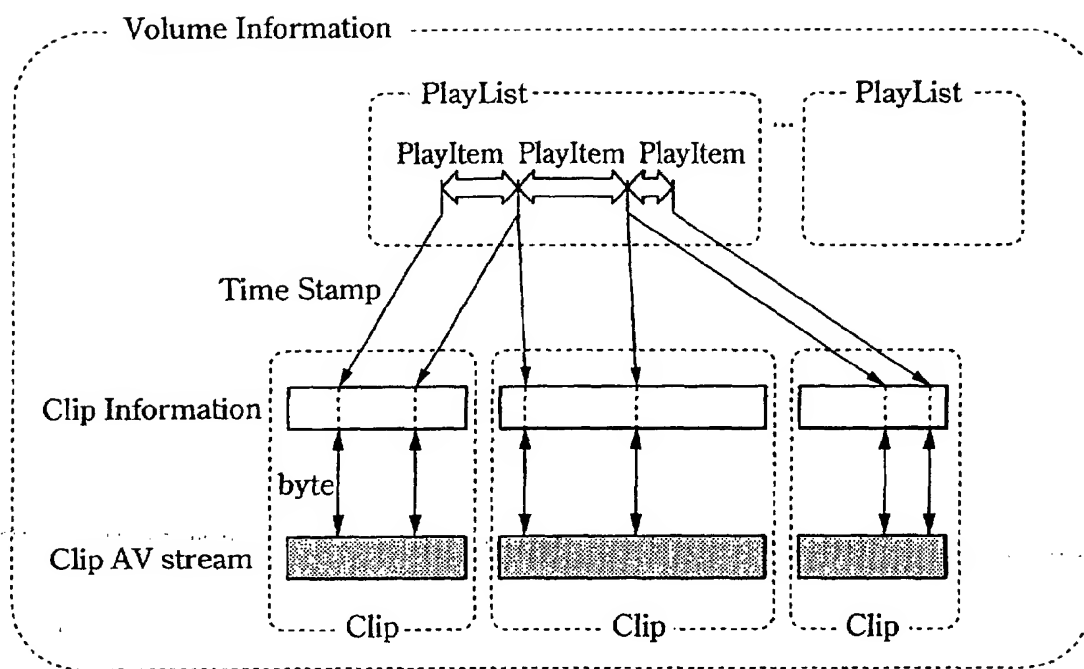 Volume Information
PlayList
...
PlayList
PlayItem PlayItem PlayItem
Time Stamp
Clip Information
byte
Clip AV stream
Clip
Clip
Clip